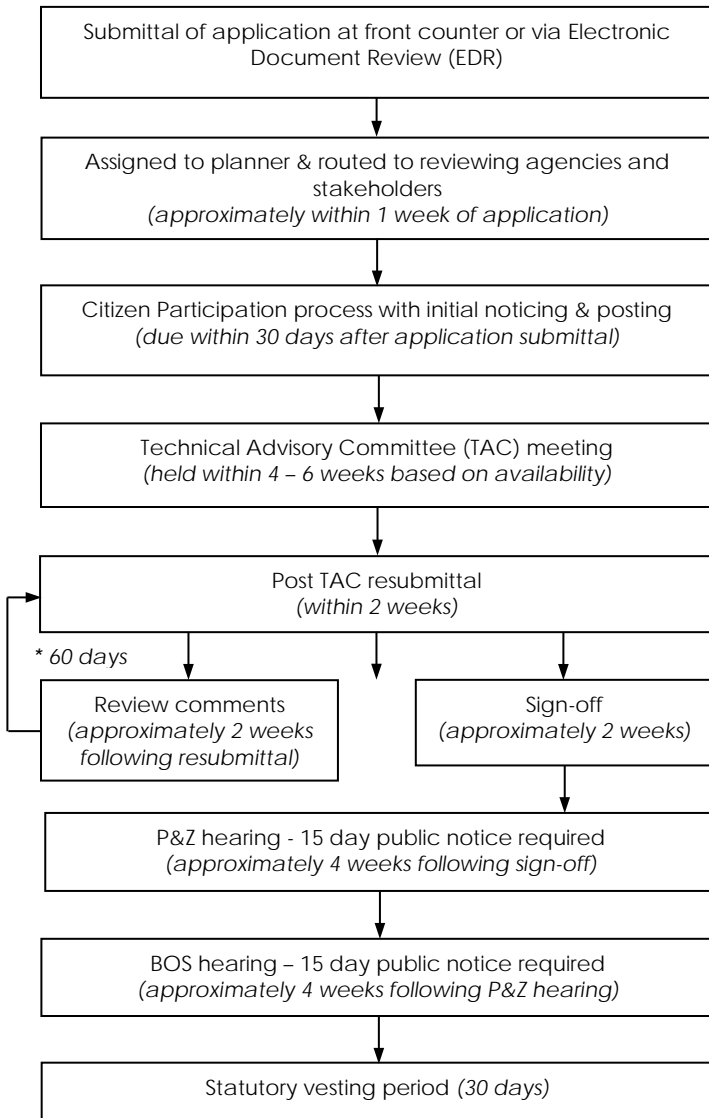 Submittal of application at front counter or via Electronic
Document Review (EDR)
Assigned to planner & routed to reviewing agencies and
stakeholders
(approximately within 1 week of application)
Citizen Participation process with initial noticing & posting
(due within 30 days after application submittal)
Technical Advisory Committee (TAC) meeting
(held within 4 – 6 weeks based on availability)
Post TAC resubmittal
(within 2 weeks)
* 60 days
Review comments
(approximately 2 weeks
following resubmittal)
Sign-off
(approximately 2 weeks)
P&Z hearing - 15 day public notice required
(approximately 4 weeks following sign-off)
BOS hearing – 15 day public notice required
(approximately 4 weeks following P&Z hearing)
Statutory vesting period (30 days)